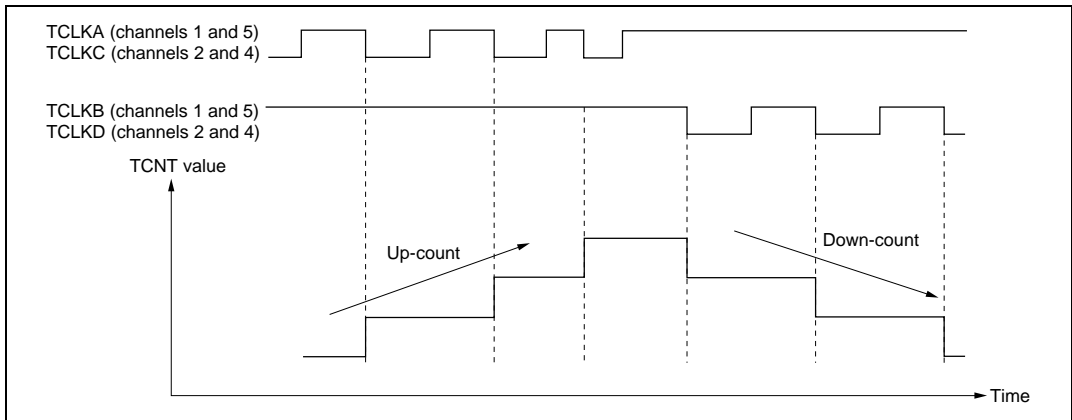 TCLKA (channels 1 and 5)
TCLKC (channels 2 and 4)
TCLKB (channels 1 and 5)
TCLKD (channels 2 and 4)
TCNT value
Up-count
Down-count
Time